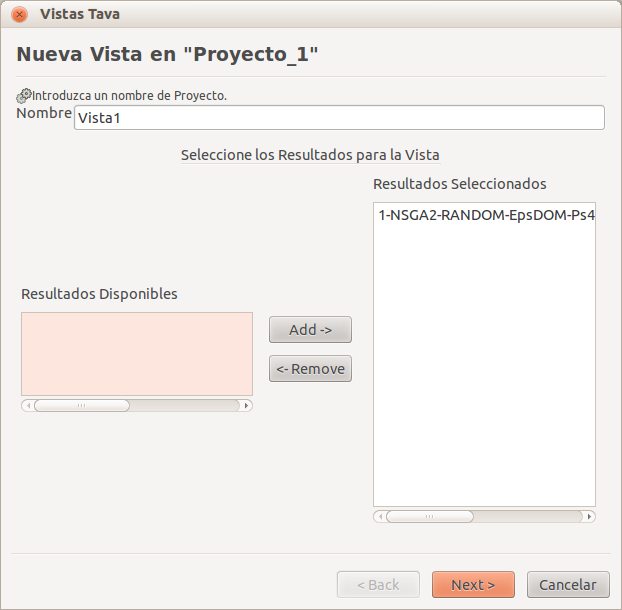 Vistas Tava
Nueva Vista en "Proyecto_1"
Introduzca un nombre de Proyecto.
Nombre Vista1
Seleccione los Resultados para la Vista
Resultados Seleccionados
1-NSGA2-RANDOM-EpsDOM-Ps4
Resultados Disponibles
Add ->
<- Remove
< Back Next > Cancelar